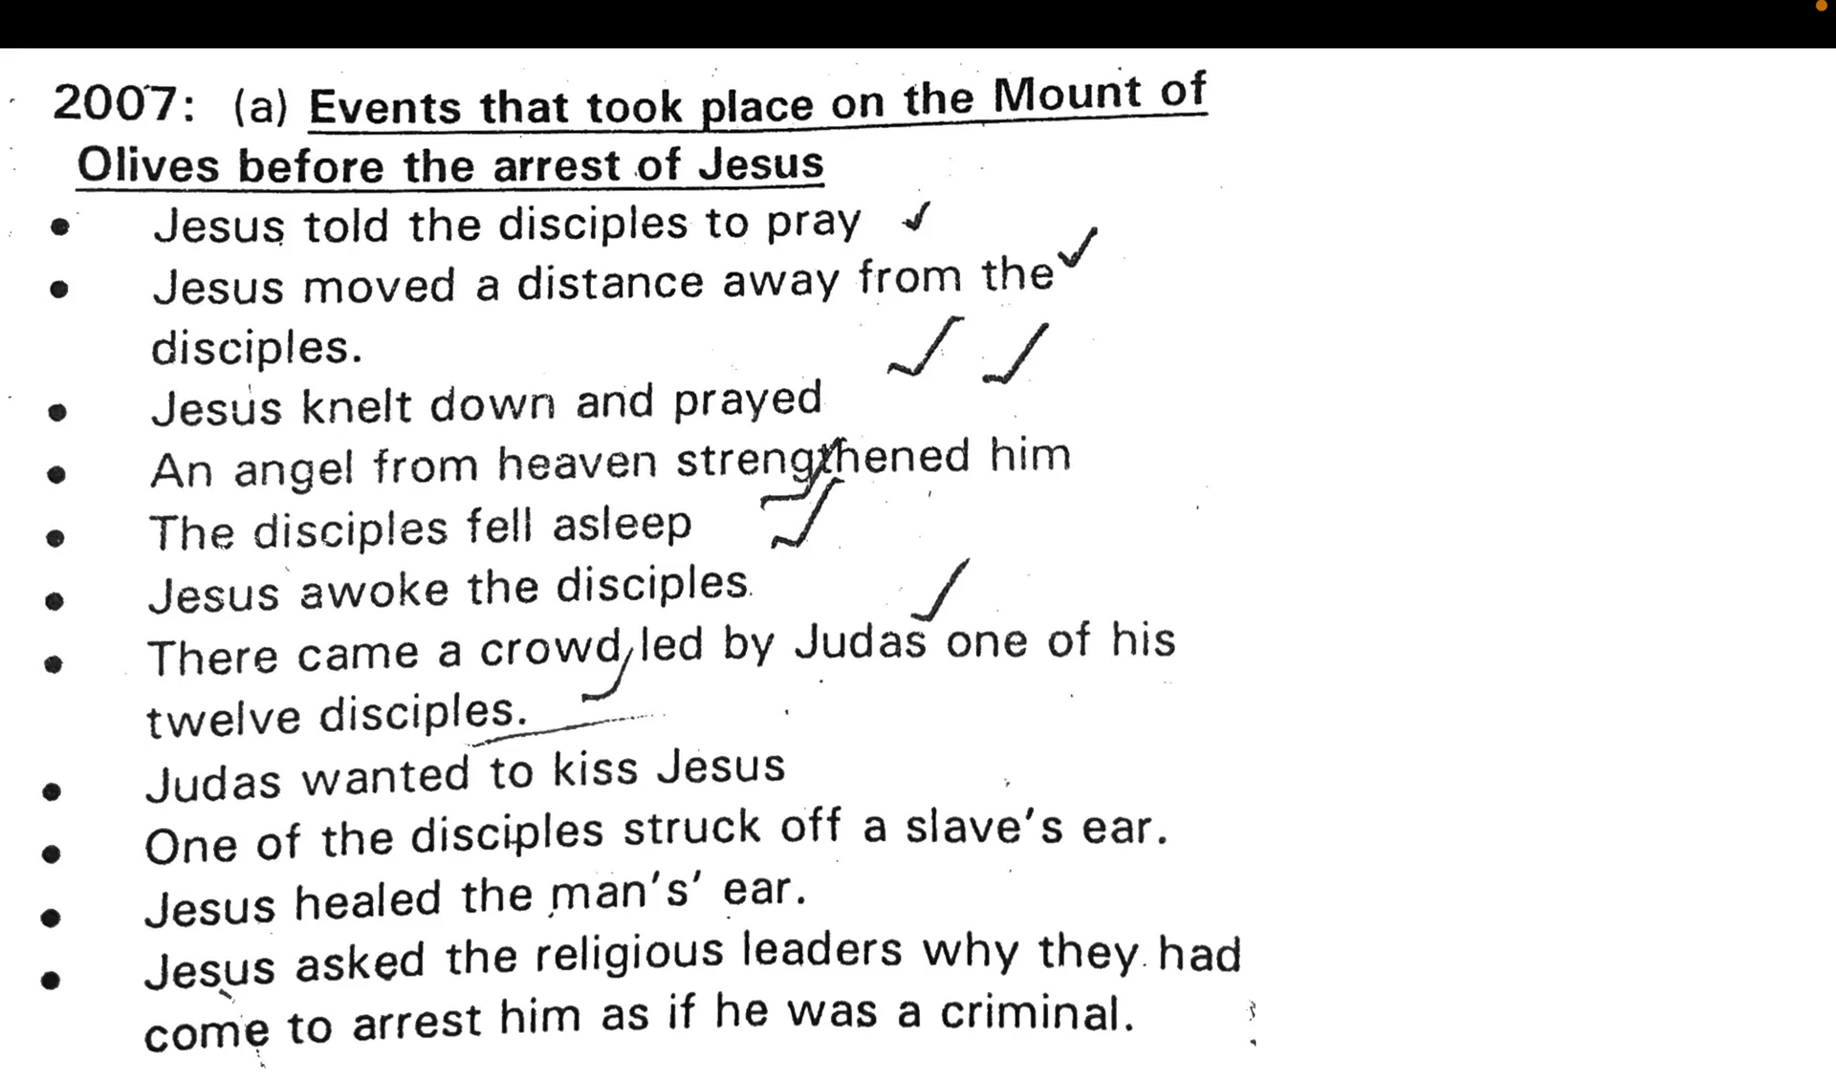 2007: (a) Events that took place on the Mount of
Olives before the arrest of Jesus
• Jesus told the disciples to pray ✓
• Jesus moved a distance away from the ✓
disciples. ✓ ✓
• Jesus knelt down and prayed
• An angel from heaven strengthened him
• The disciples fell asleep ✓
• Jesus awoke the disciples. ✓
• There came a crowd led by Judas one of his
twelve disciples.
• Judas wanted to kiss Jesus
• One of the disciples struck off a slave's ear.
• Jesus healed the man's' ear.
• Jesus asked the religious leaders why they had
come to arrest him as if he was a criminal.